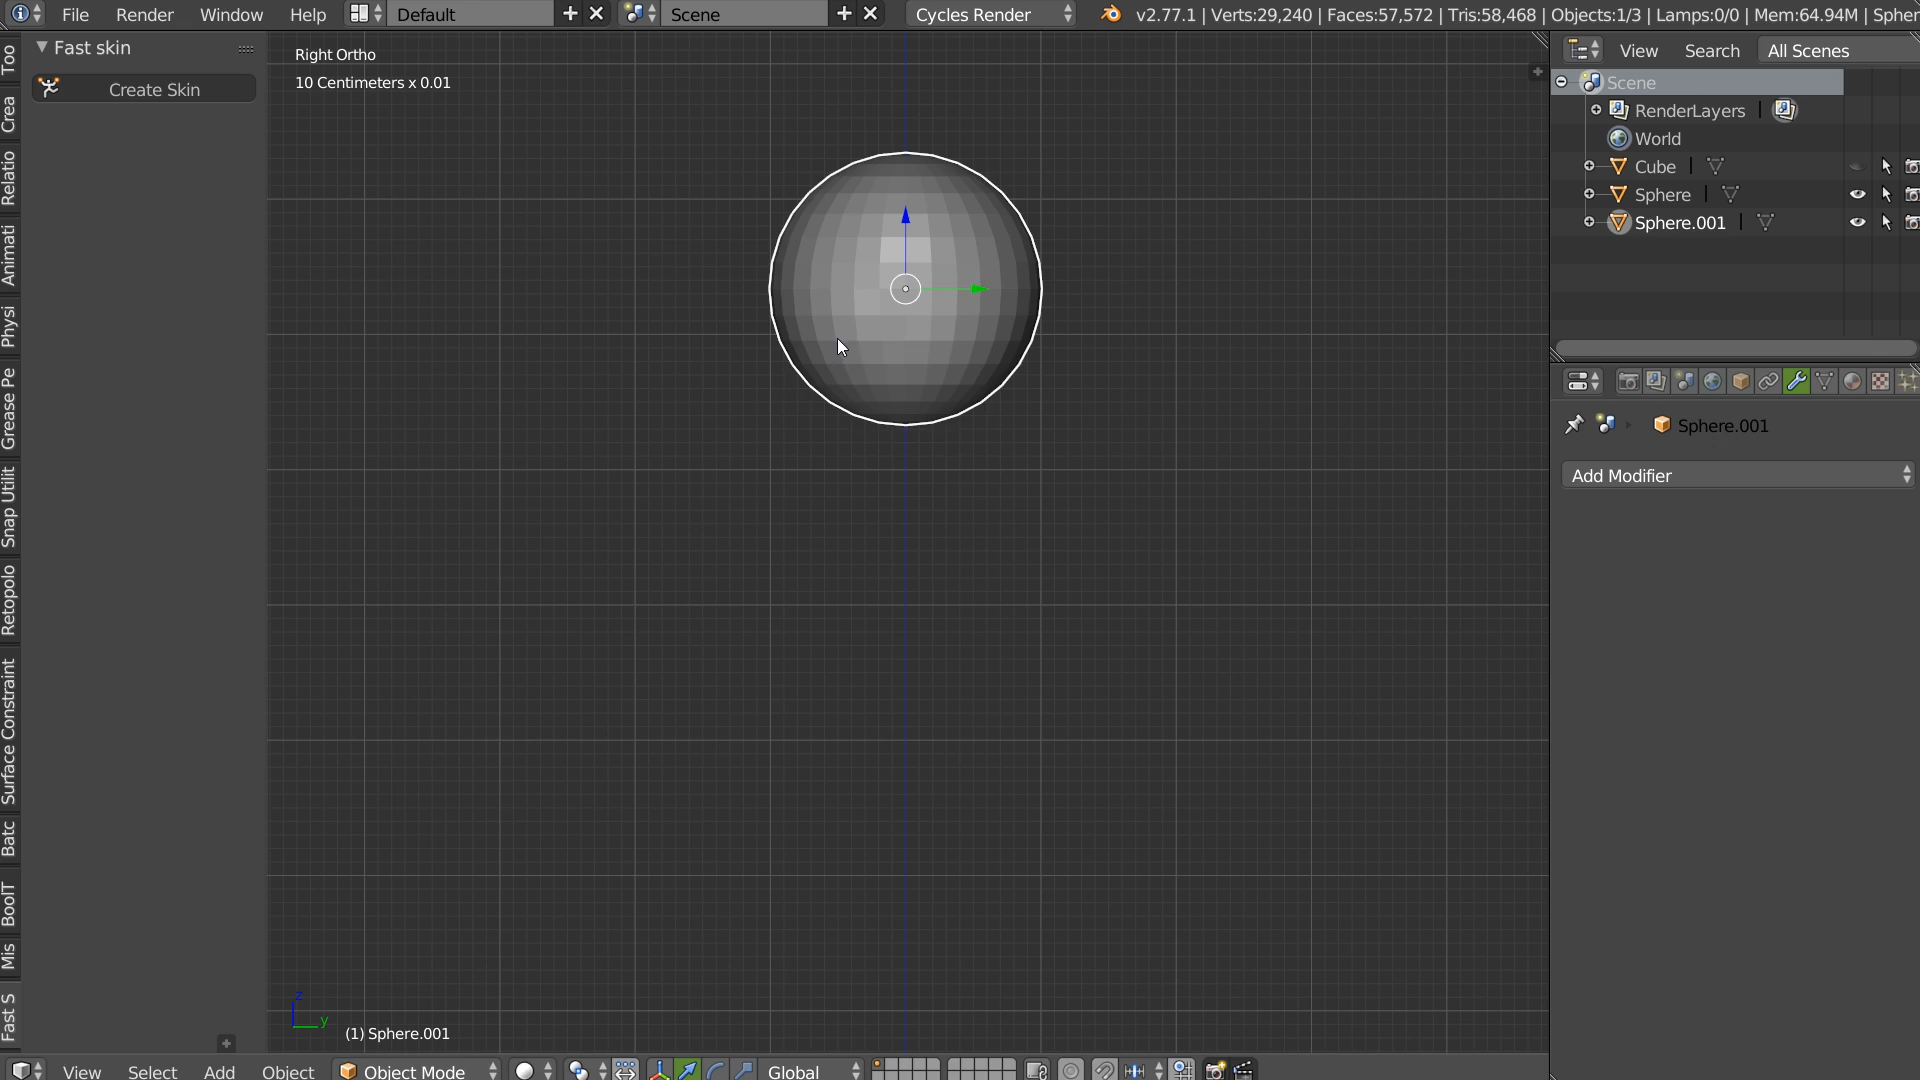 File Render Window Help Default Scene Cycles Render v2.77.1 | Verts:29,240 | Faces:57,572 | Tris:58,468 | Objects:1/3 | Lamps:0/0 | Mem:64.94M | Spher
Fast skin
Create Skin
Too
Crea
Relatio
Animati
Physi
Grease Pe
Snap Utilit
Retopolo
Surface Constraint
Batc
BoolT
Mis
Fast S
Right Ortho
10 Centimeters x 0.01
z
y
(1) Sphere.001
View Select Add Object Object Mode Global
View Search All Scenes
Scene
RenderLayers |
World
Cube |
Sphere |
Sphere.001 |
Sphere.001
Add Modifier